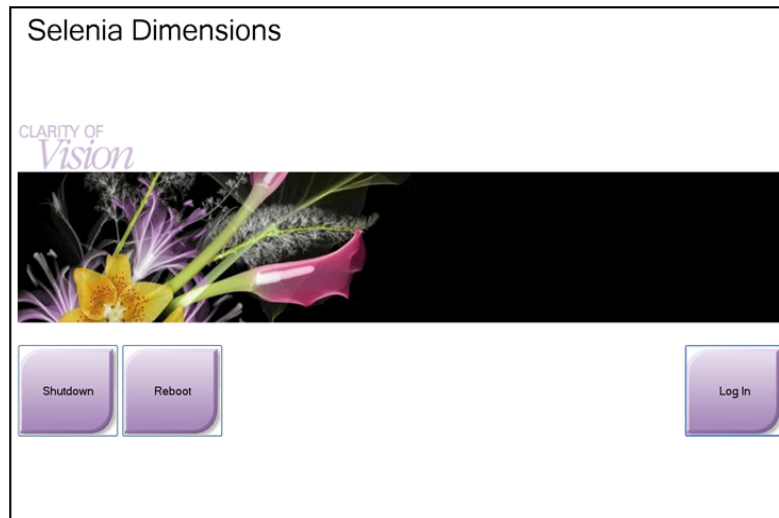 Selenia Dimensions
CLARITY OF
Vision
Shutdown
Reboot
Log In